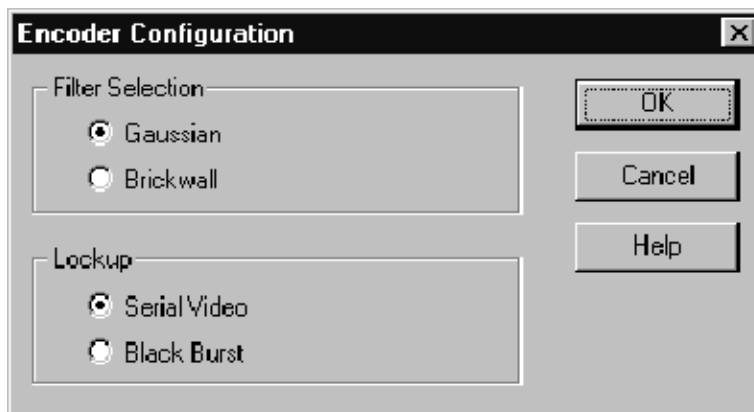 Encoder Configuration
Filter Selection
Gaussian
Brickwall
Lockup
Serial Video
Black Burst
OK
Cancel
Help